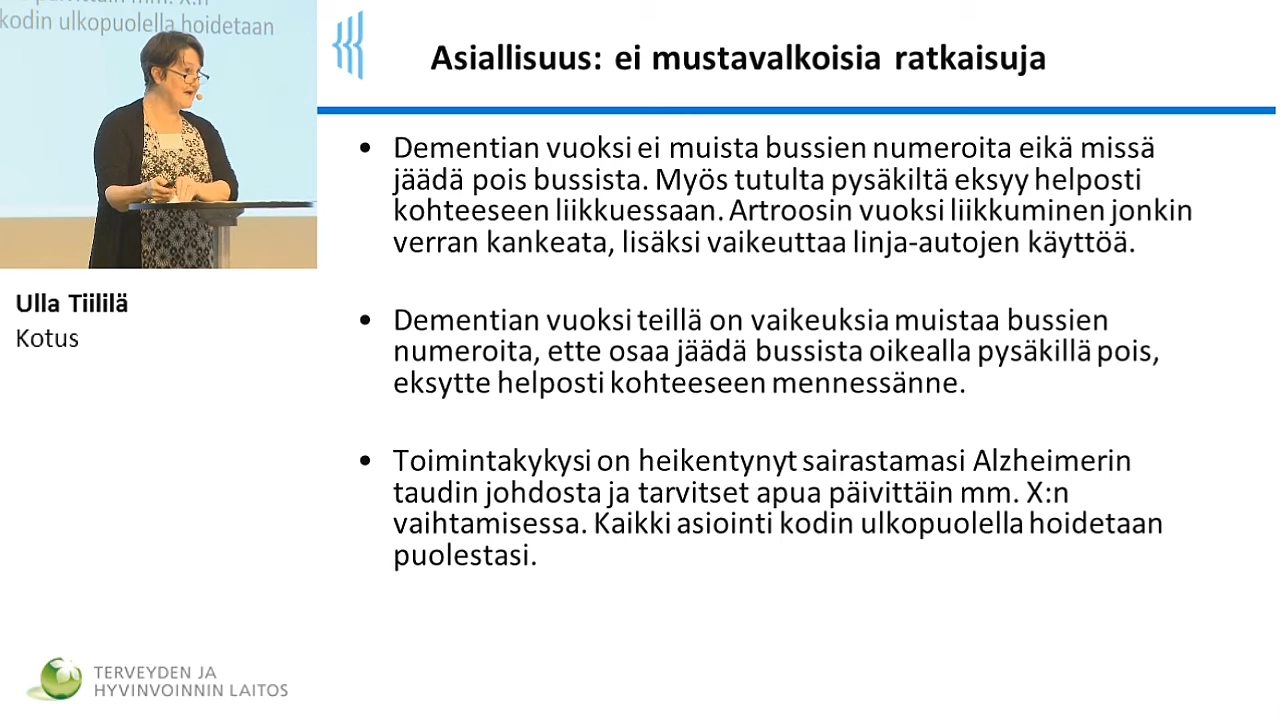 kodin ulkopuolella hoidetaan
Asiallisuus: ei mustavalkoisia ratkaisuja
• Dementian vuoksi ei muista bussien numeroita eikä missä
jäädä pois bussista. Myös tutulta pysäkiltä eksyy helposti
kohteeseen liikkuessaan. Artroosin vuoksi liikkuminen jonkin
verran kankeata, lisäksi vaikeuttaa linja-autojen käyttöä.
• Dementian vuoksi teillä on vaikeuksia muistaa bussien
numeroita, ette osaa jäädä bussista oikealla pysäkillä pois,
eksytte helposti kohteeseen mennessänne.
• Toimintakykysi on heikentynyt sairastamasi Alzheimerin
taudin johdosta ja tarvitset apua päivittäin mm. X:n
vaihtamisessa. Kaikki asiointi kodin ulkopuolella hoidetaan
puolestasi.
Ulla Tiililä
Kotus
TERVEYDEN JA
HYVINVOINNIN LAITOS